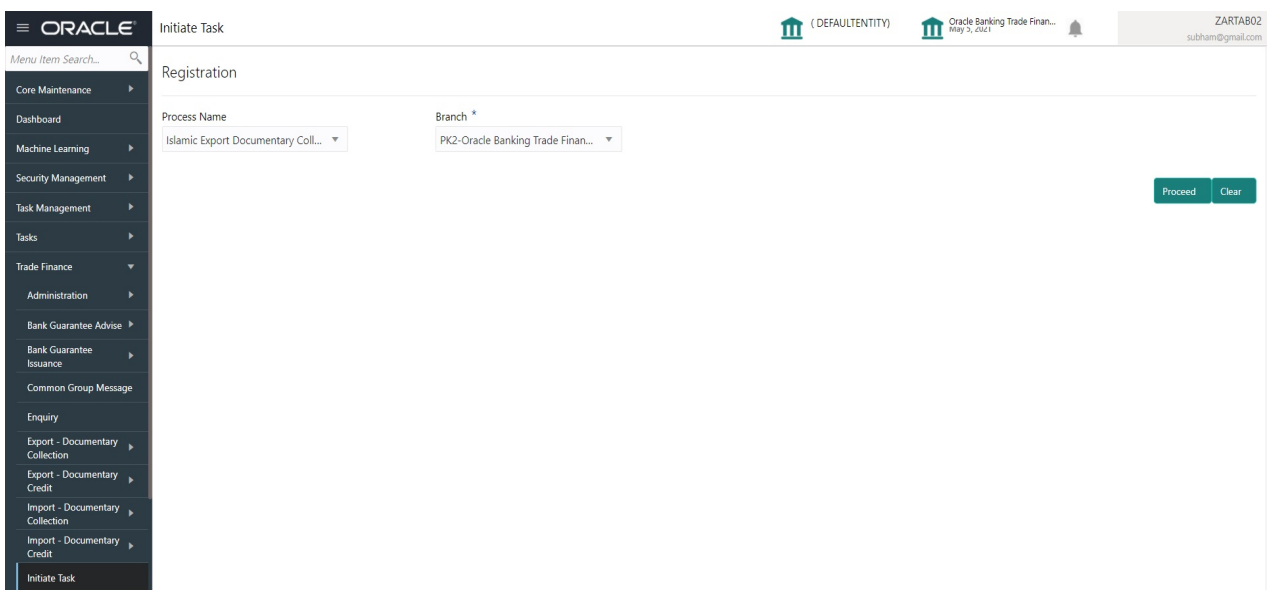 ORACLE
Initiate Task
( DEFAULTENTITY)
Oracle Banking Trade Finan...
May 5, 2021
ZARTAB02
subham@gmail.com
Menu Item Search...
Core Maintenance
Dashboard
Machine Learning
Security Management
Task Management
Tasks
Trade Finance
Administration
Bank Guarantee Advise
Bank Guarantee
Issuance
Common Group Message
Enquiry
Export - Documentary
Collection
Export - Documentary
Credit
Import - Documentary
Collection
Import - Documentary
Credit
Initiate Task
Registration
Process Name
Branch *
Islamic Export Documentary Coll...
PK2-Oracle Banking Trade Finan...
Proceed
Clear